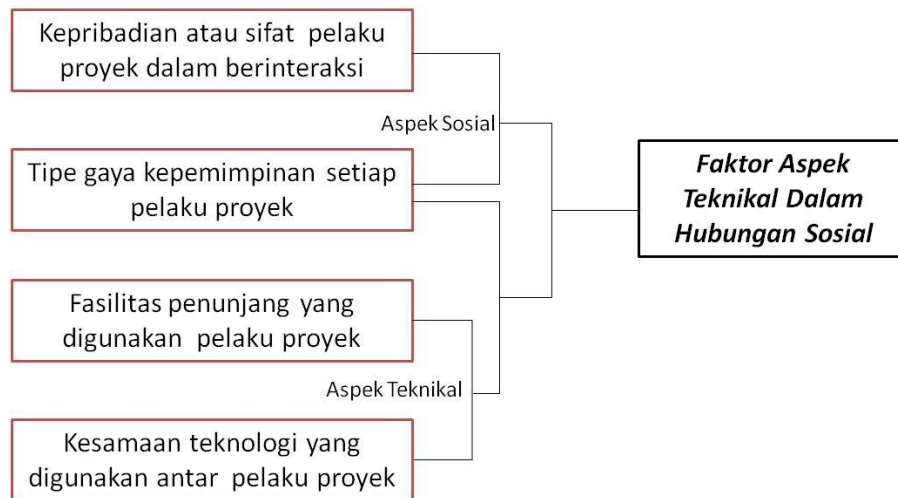 Kepribadian atau sifat pelaku
proyek dalam berinteraksi
Aspek Sosial
Tipe gaya kepemimpinan setiap
pelaku proyek
Faktor Aspek
Teknikal Dalam
Hubungan Sosial
Fasilitas penunjang yang
digunakan pelaku proyek
Aspek Teknikal
Kesamaan teknologi yang
digunakan antar pelaku proyek